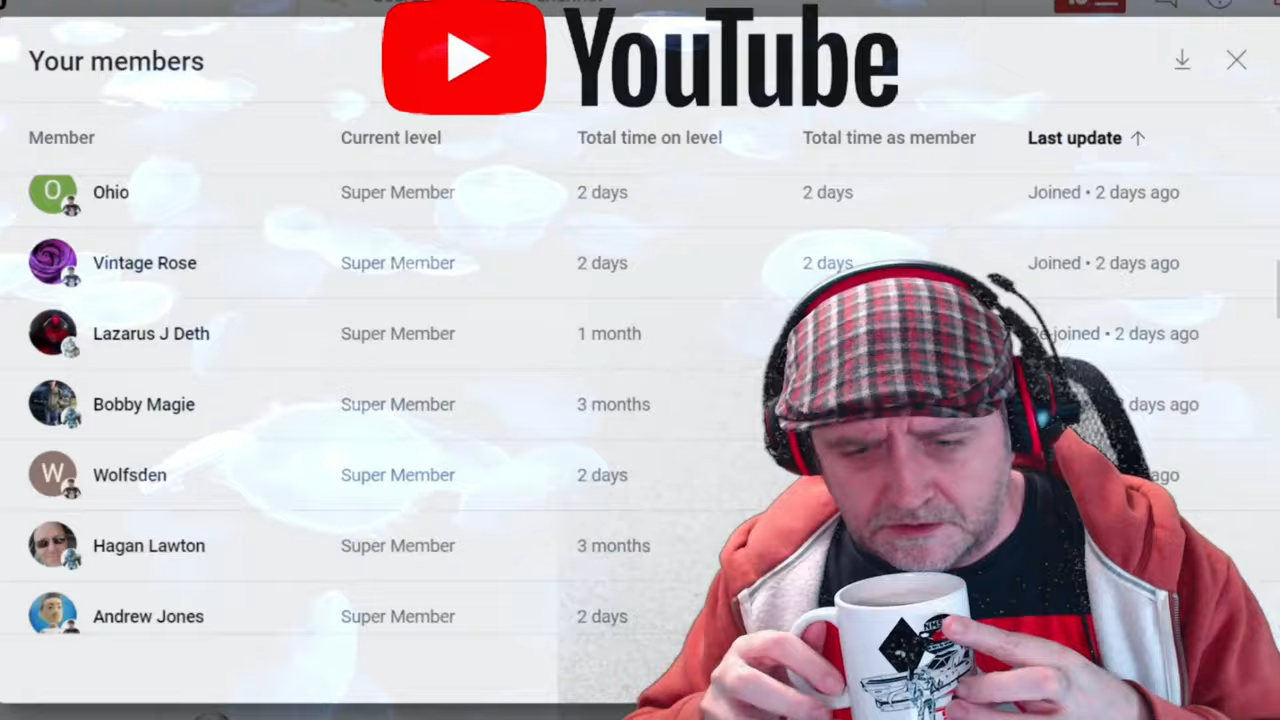 YouTube
Your members
Member Current level Total time on level Total time as member Last update
Ohio Super Member 2 days 2 days Joined • 2 days ago
Vintage Rose Super Member 2 days 2 days Joined • 2 days ago
Lazarus J Deth Super Member 1 month joined • 2 days ago
Bobby Magie Super Member 3 months days ago
Wolfsden Super Member 2 days ago
Hagan Lawton Super Member 3 months
Andrew Jones Super Member 2 days
O
W